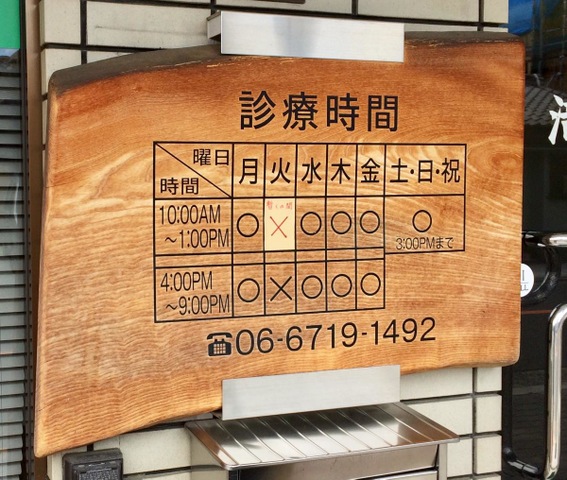 診療時間
曜日 月 火 水 木 金 土・日・祝
時間
10:00AM ○ × ○ ○ ○ ○
～1:00PM 3:00PMまで
4:00PM ○ × ○ ○ ○
～9:00PM
☎06-6719-1492